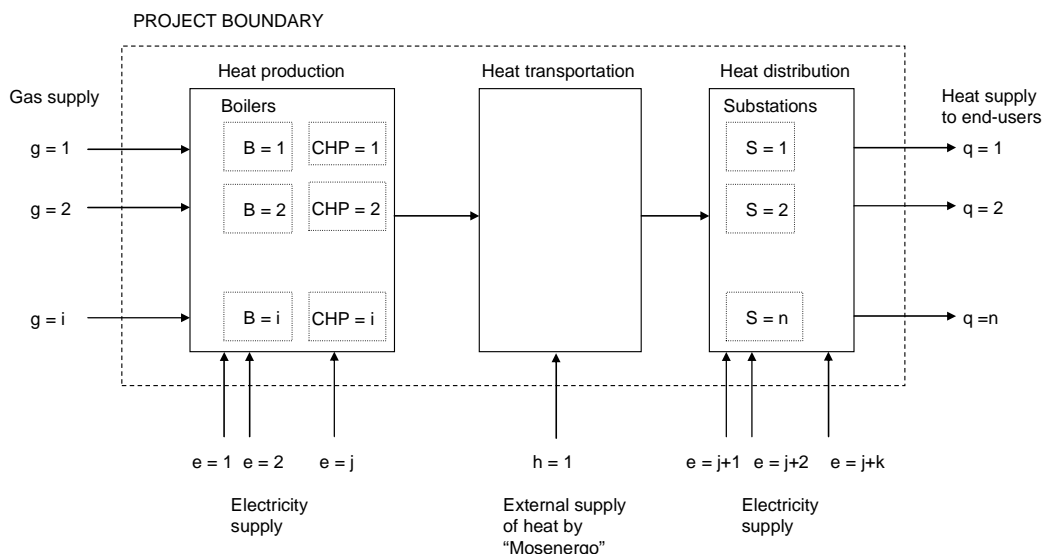 PROJECT BOUNDARY
Heat production
Heat transportation
Heat distribution
Gas supply
Boilers
Substations
Heat supply
to end-users
g = 1
B = 1
CHP = 1
S = 1
q = 1
g = 2
B = 2
CHP = 2
S = 2
q = 2
g = i
B = i
CHP = i
S = n
q =n
e = 1
e = 2
e = j
h = 1
e = j+1
e = j+2
e = j+k
Electricity
supply
External supply
of heat by
“Mosenergo”
Electricity
supply